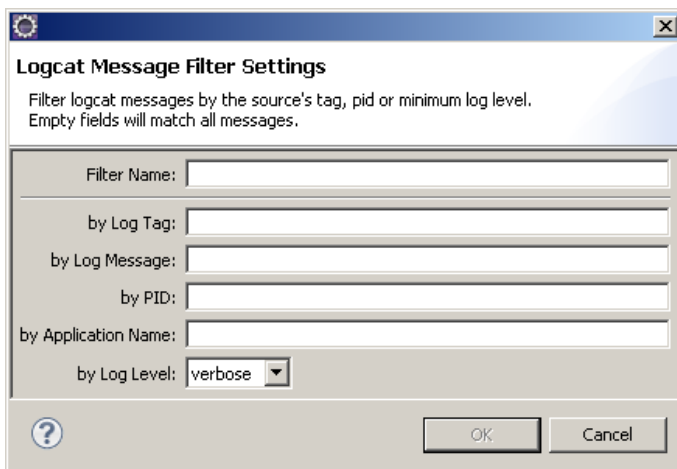 Logcat Message Filter Settings
Filter logcat messages by the source's tag, pid or minimum log level.
Empty fields will match all messages.
Filter Name:
by Log Tag:
by Log Message:
by PID:
by Application Name:
by Log Level: verbose
? OK Cancel